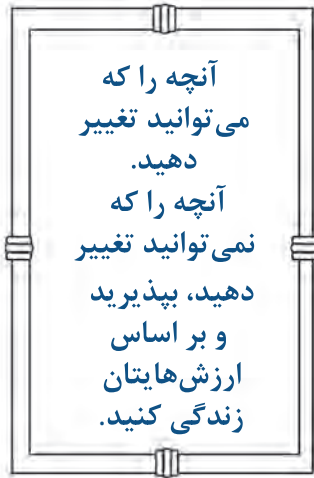 آنچه را که
می‌توانید تغییر
دهید.
آنچه را که
نمی‌توانید تغییر
دهید، بپذیرید
و بر اساس
ارزش‌هایتان
زندگی کنید.